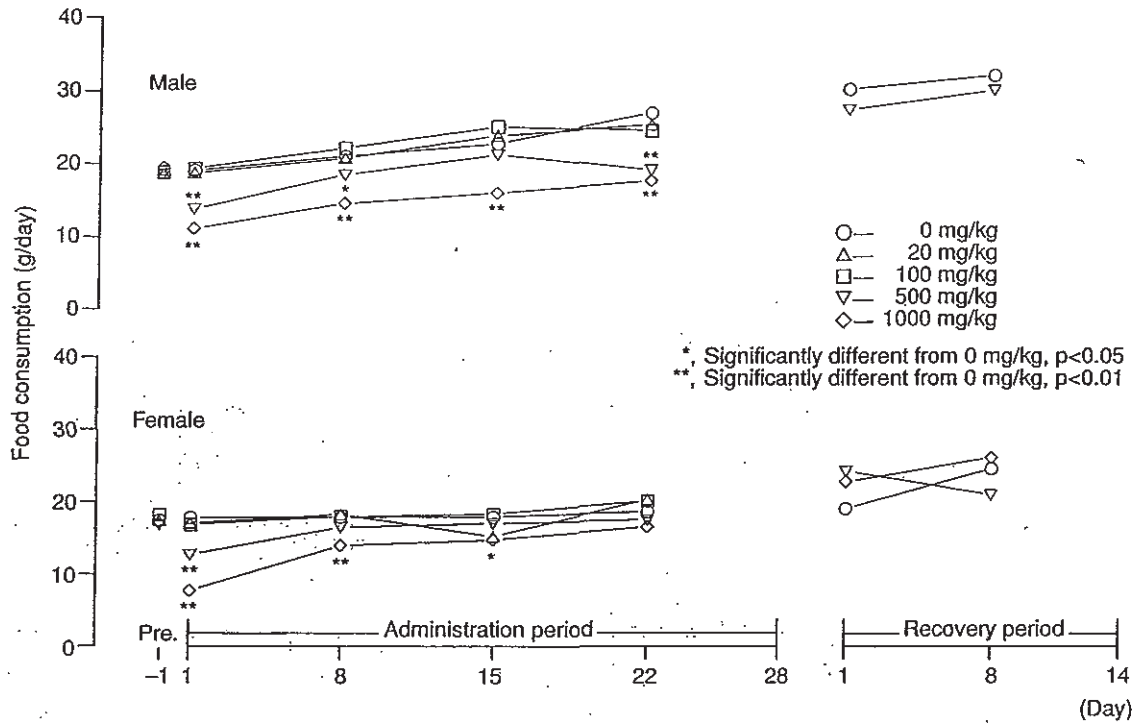 40
30
20
10
0
Male
**
**
*
**
**
**
**
0 mg/kg
20 mg/kg
100 mg/kg
500 mg/kg
1000 mg/kg
*, Significantly different from 0 mg/kg, p<0.05
**, Significantly different from 0 mg/kg, p<0.01
Food consumption (g/day)
40
30
20
10
0
Female
**
**
**
*
Pre.
Administration period
Recovery period
−1 1 8 15 22 28 1 8 14
(Day)